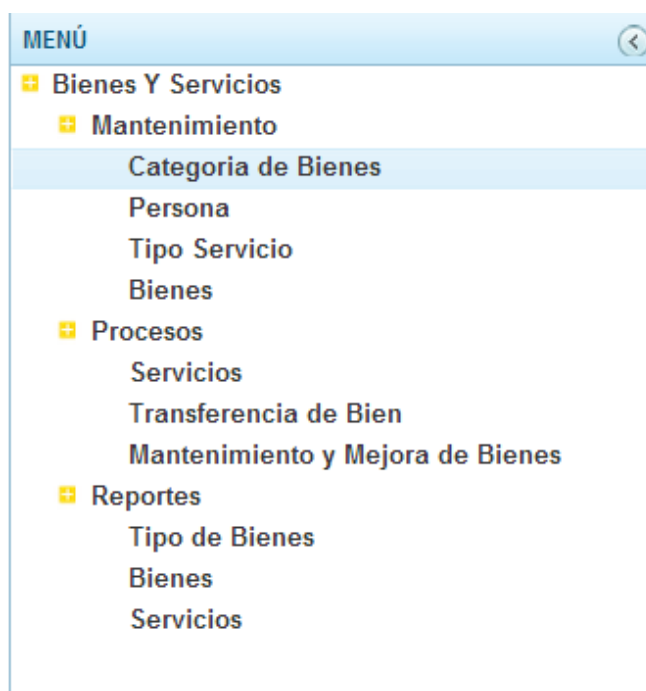 MENÚ
Bienes Y Servicios
Mantenimiento
Categoria de Bienes
Persona
Tipo Servicio
Bienes
Procesos
Servicios
Transferencia de Bien
Mantenimiento y Mejora de Bienes
Reportes
Tipo de Bienes
Bienes
Servicios